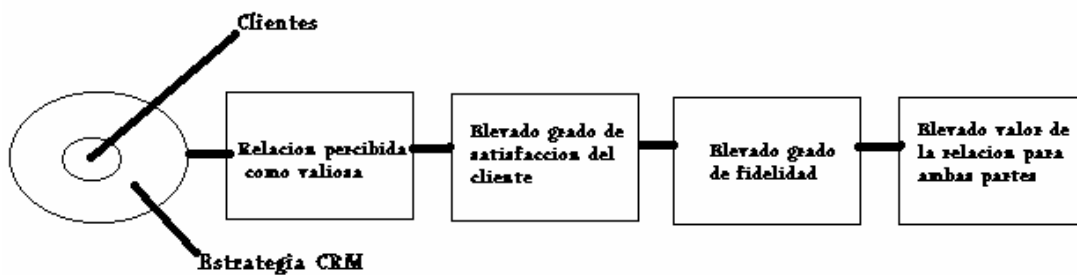 Clientes
Relacion percibida
como valiosa
Elevado grado de
satisfaccion del
cliente
Elevado grado
de fidelidad
Elevado valor de
la relacion para
ambas partes
Estrategia CRM